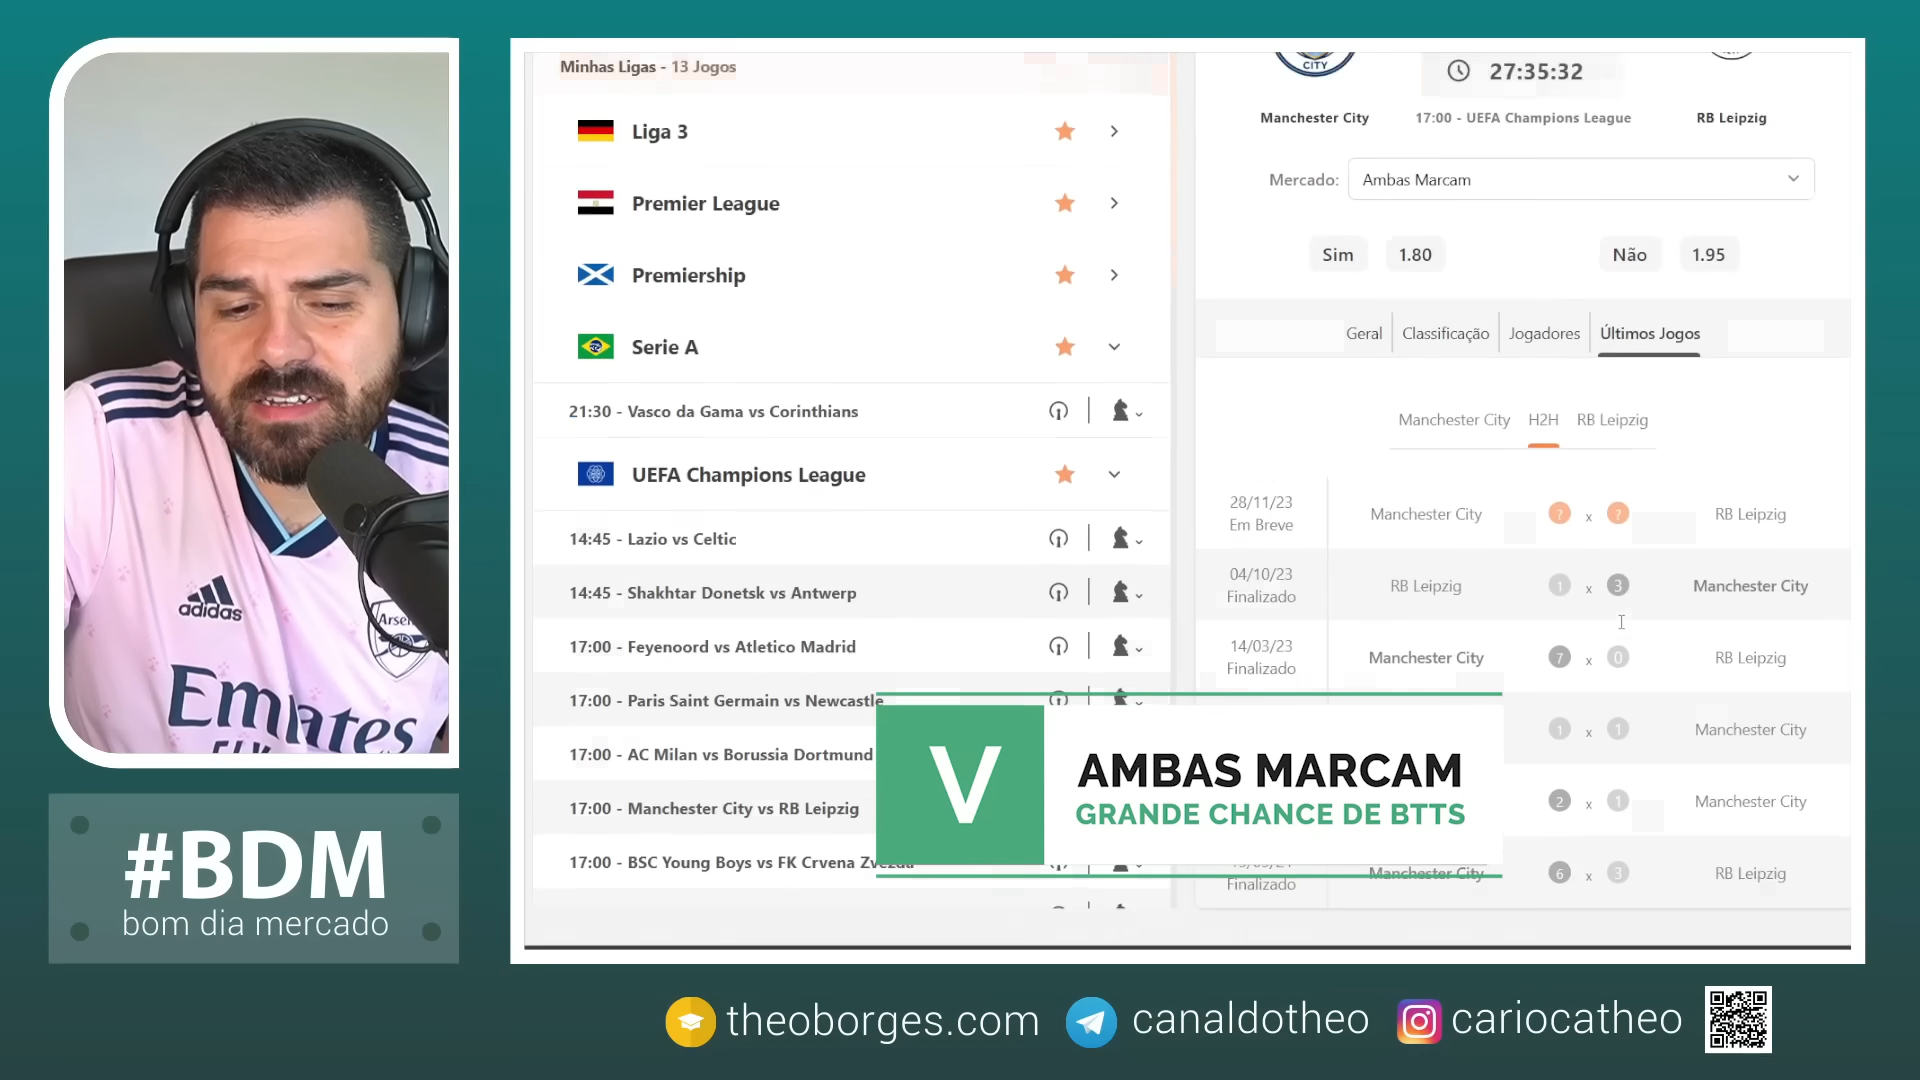 adidas
Arsen
Emirates
#BDM
bom dia mercado
Minhas Ligas - 13 Jogos
Liga 3
Premier League
Premiership
Serie A
21:30 - Vasco da Gama vs Corinthians
UEFA Champions League
14:45 - Lazio vs Celtic
14:45 - Shakhtar Donetsk vs Antwerp
17:00 - Feyenoord vs Atletico Madrid
17:00 - Paris Saint Germain vs Newcastle
17:00 - AC Milan vs Borussia Dortmund
17:00 - Manchester City vs RB Leipzig
17:00 - BSC Young Boys vs FK Crvena Zvezda
CITY
27:35:32
Manchester City
17:00 - UEFA Champions League
RB Leipzig
Mercado: Ambas Marcam
Sim 1.80 Não 1.95
Geral Classificação Jogadores Últimos Jogos
Manchester City H2H RB Leipzig
28/11/23
Em Breve
Manchester City ? x ? RB Leipzig
04/10/23
Finalizado
RB Leipzig 1 x 3 Manchester City
14/03/23
Finalizado
Manchester City 7 x 0 RB Leipzig
1 x 1 Manchester City
2 x 1 Manchester City
Finalizado
Manchester City 6 x 3 RB Leipzig
V
AMBAS MARCAM
GRANDE CHANCE DE BTTS
theoborges.com canaldotheo cariocatheo